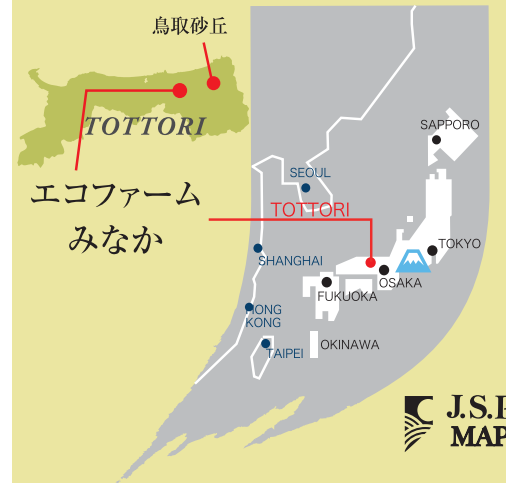 鳥取砂丘
TOTTORI
エコファーム
みなか
SAPPORO
SEOUL
TOTTORI
TOKYO
SHANGHAI
OSAKA
FUKUOKA
HONG
KONG
TAIPEI
OKINAWA
J.S.
MAP